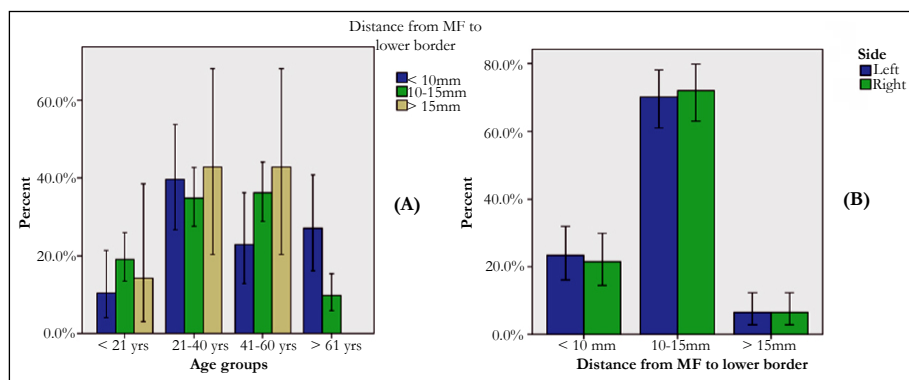 Distance from MF to
lower border
< 10mm
10-15mm
> 15mm
60.0%
40.0%
20.0%
0.0%
Percent
< 21 yrs 21-40 yrs 41-60 yrs > 61 yrs
Age groups
(A)
Side
Left
Right
80.0%
60.0%
40.0%
20.0%
0.0%
Percent
< 10 mm 10-15mm > 15mm
Distance from MF to lower border
(B)